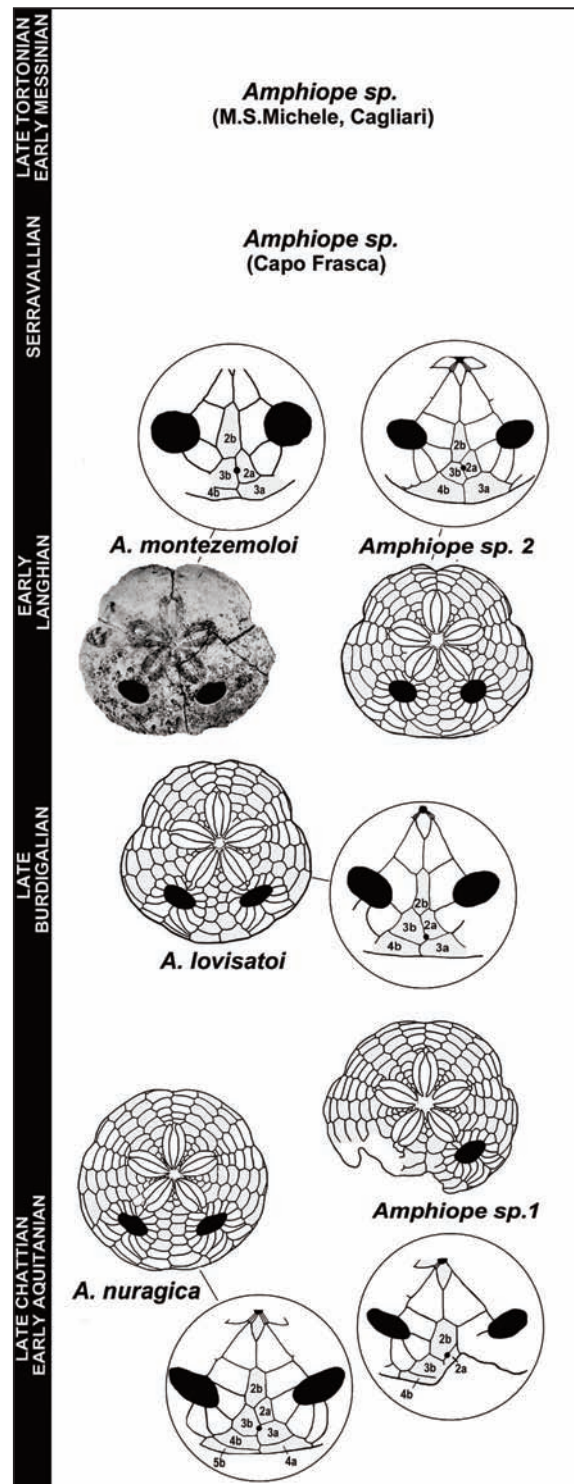 LATE TORTONIAN
EARLY MESSINIAN
Amphiope sp.
(M.S.Michele, Cagliari)
SERRAVALLIAN
Amphiope sp.
(Capo Frasca)
2b
3b
2a
4b
3a
2b
3b
2a
4b
3a
EARLY
LANGHIAN
A. montezemoloi
Amphiope sp. 2
LATE
BURDIGALIAN
2b
3b
2a
4b
3a
A. lovisatoi
LATE CHATTIAN
EARLY AQUITANIAN
Amphiope sp.1
A. nuragica
2b
3b
2a
4b
2b
2a
3b
3a
4b
5b
4a